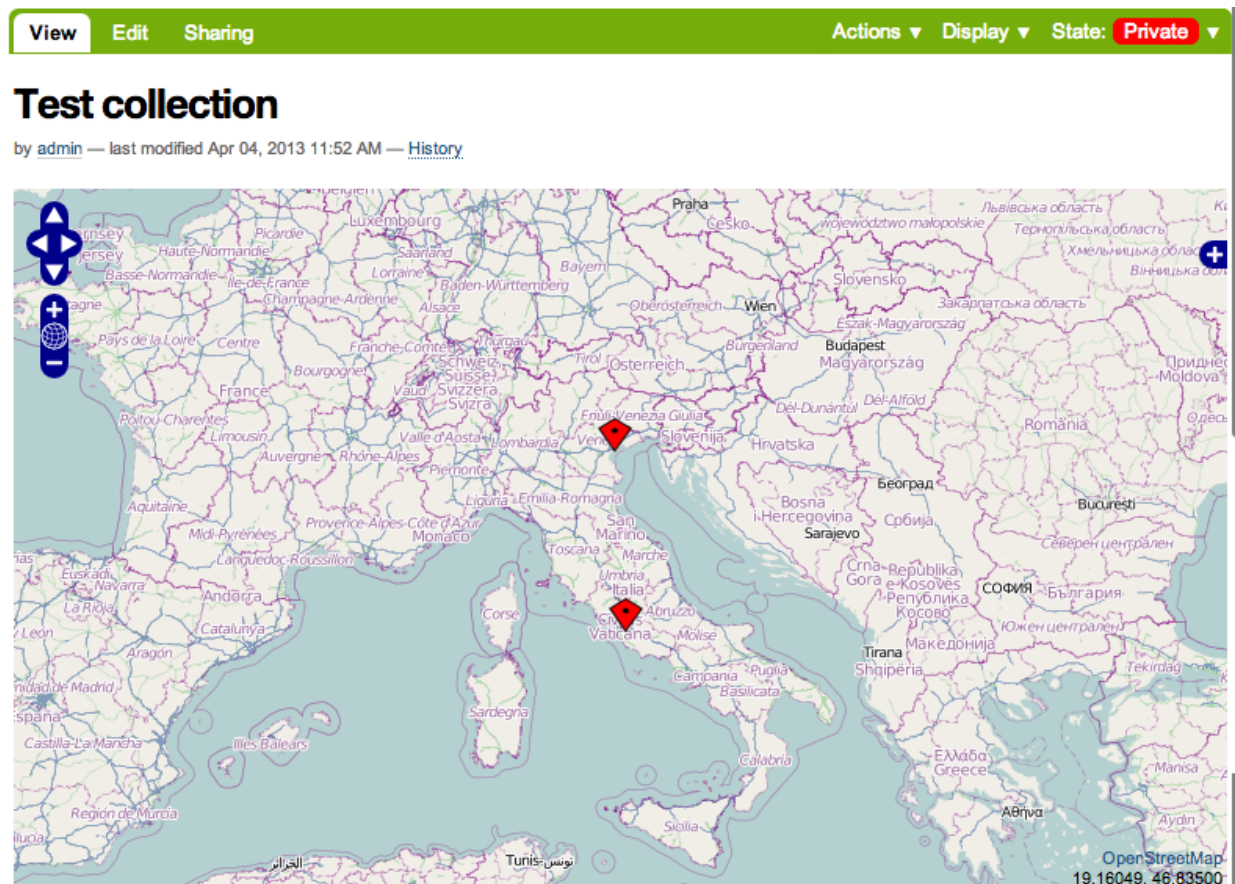 View Edit Sharing Actions ▼ Display ▼ State: Private ▼
Test collection
by admin — last modified Apr 04, 2013 11:52 AM — History
Praha
Львівська область
Luxembourg
Česko
województwo małopolskie
Тернопільська область
Picardie
Haute-Normandie
Saarland
Хмельницька
Jersey
Basse-Normandie
Île-de-France
Lorraine
Bayern
Вінницька
Baden-Württemberg
Slovensko
Champagne-Ardenne
Alsace
Oberösterreich
Wien
Закарпатська область
Észak-Magyarország
Pays de la Loire
Centre
Franche-Comté
Thurgau
Burgenland
Budapest
Schweiz,
Suisse,
Svizzera,
Svizra
Tirol
Österreich
Magyarország
Bourgogne
Moldova
France
Vaud
Dél-Dunántúl
Dél-Alföld
Poitou-Charentes
Friuli-Venezia Giulia
România
Limousin
Valle d'Aosta
Lombardia
Slovenija
Hrvatska
Auvergne
Rhône-Alpes
Piemonte
Београд
Aquitaine
Liguria
Emilia-Romagna
Bosna
i Hercegovina
București
Midi-Pyrénées
Provence-Alpes-Côte d'Azur
Monaco
San
Marino
Србија
Sarajevo
Северен централен
Languedoc-Roussillon
Toscana
Marche
Euskadi
Navarra
Umbria
Italia
Crna
Gora
Republika
e Kosovës
Република
Косово
СОФИЯ
България
La Rioja
Andorra
Corse
Abruzzo
Catalunya
Vaticana
Molise
Южен централен
Македонија
Aragón
Tirana
Shqipëria
Campania
Puglia
Tekirdağ
Basilicata
Sardegna
Castilla-La Mancha
Illes Balears
Calabria
Ελλάδα
Greece
Manisa
Región de Murcia
Sicilia
Αθήνα
Aydın
الجزائر
Tunis-تونس
OpenStreetMap
19.16049, 46.83500